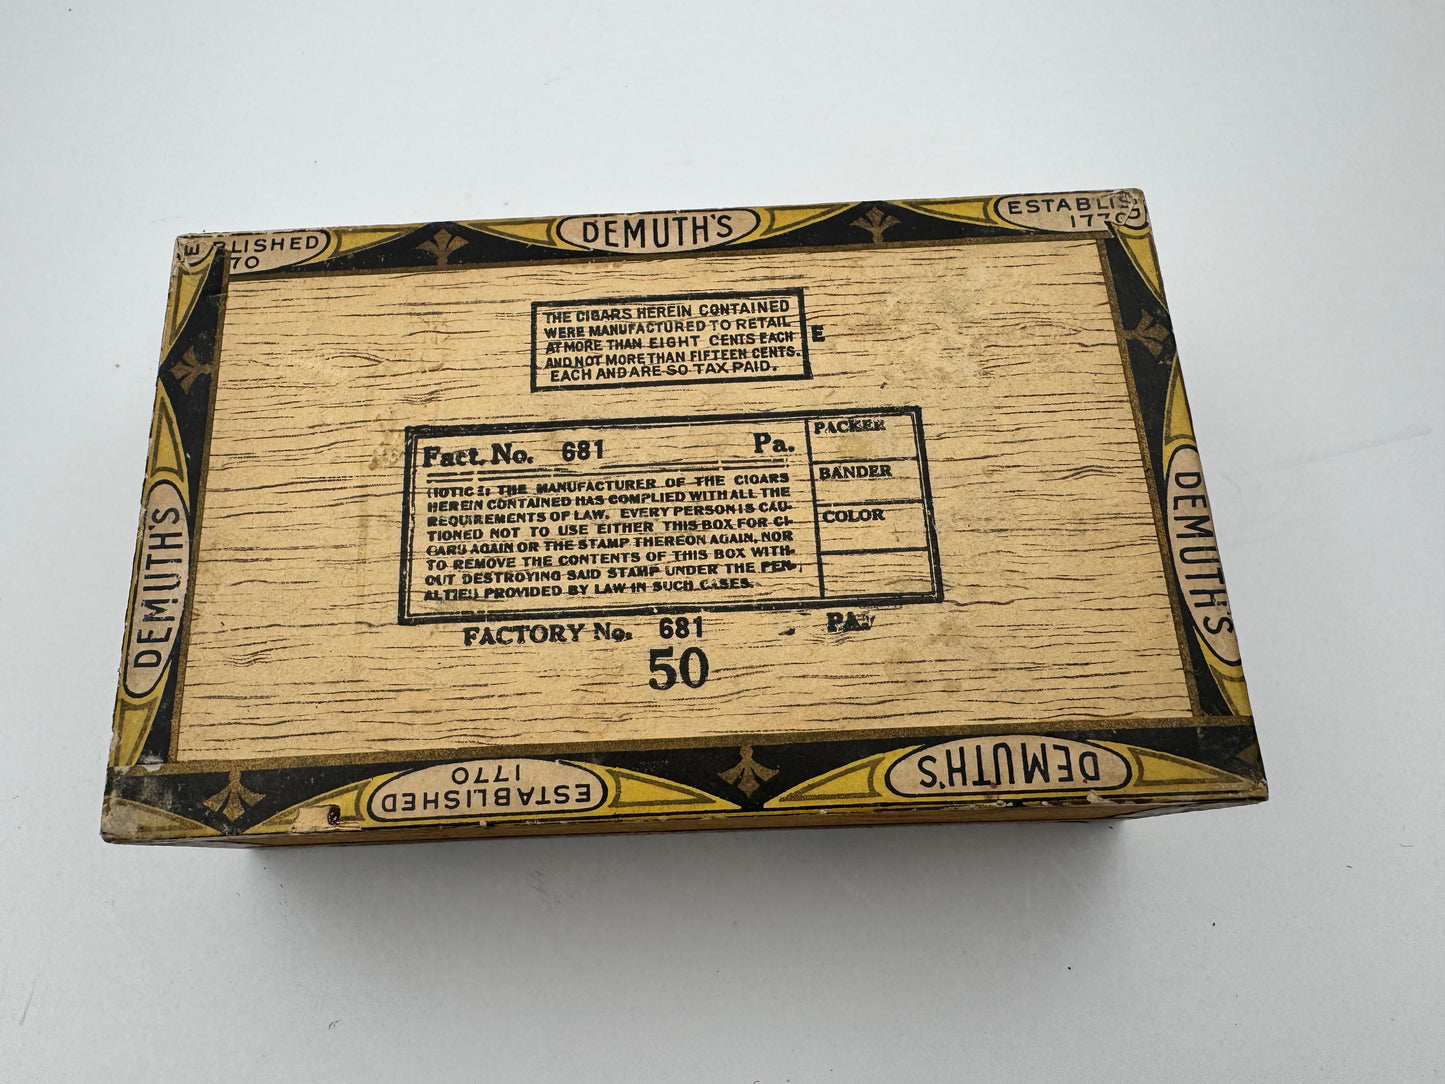 E
BLISHED
70
DEMUTH'S
ESTABLIS
177
THE CIGARS HEREIN CONTAINED
WERE MANUFACTURED TO RETAIL
AT MORE THAN EIGHT CENTS EACH
AND NOT MORE THAN FIFTEEN CENTS.
EACH AND ARE SO TAX PAID.
E
Fact. No. 681 Pa.
NOTICE: THE MANUFACTURER OF THE CIGARS
HEREIN CONTAINED HAS COMPLIED WITH ALL THE
REQUIREMENTS OF LAW. EVERY PERSON IS CAU-
TIONED NOT TO USE EITHER THIS BOX FOR CI-
GARS AGAIN OR THE STAMP THEREON AGAIN, NOR
TO REMOVE THE CONTENTS OF THIS BOX WITH-
OUT DESTROYING SAID STAMP UNDER THE PEN-
ALTIES PROVIDED BY LAW IN SUCH CASES.
PACKER
BANDER
COLOR
FACTORY No. 681 PA.
50
DEMUTH'S
DEMUTH'S
ESTABLISHED
1770
DEMUTH'S